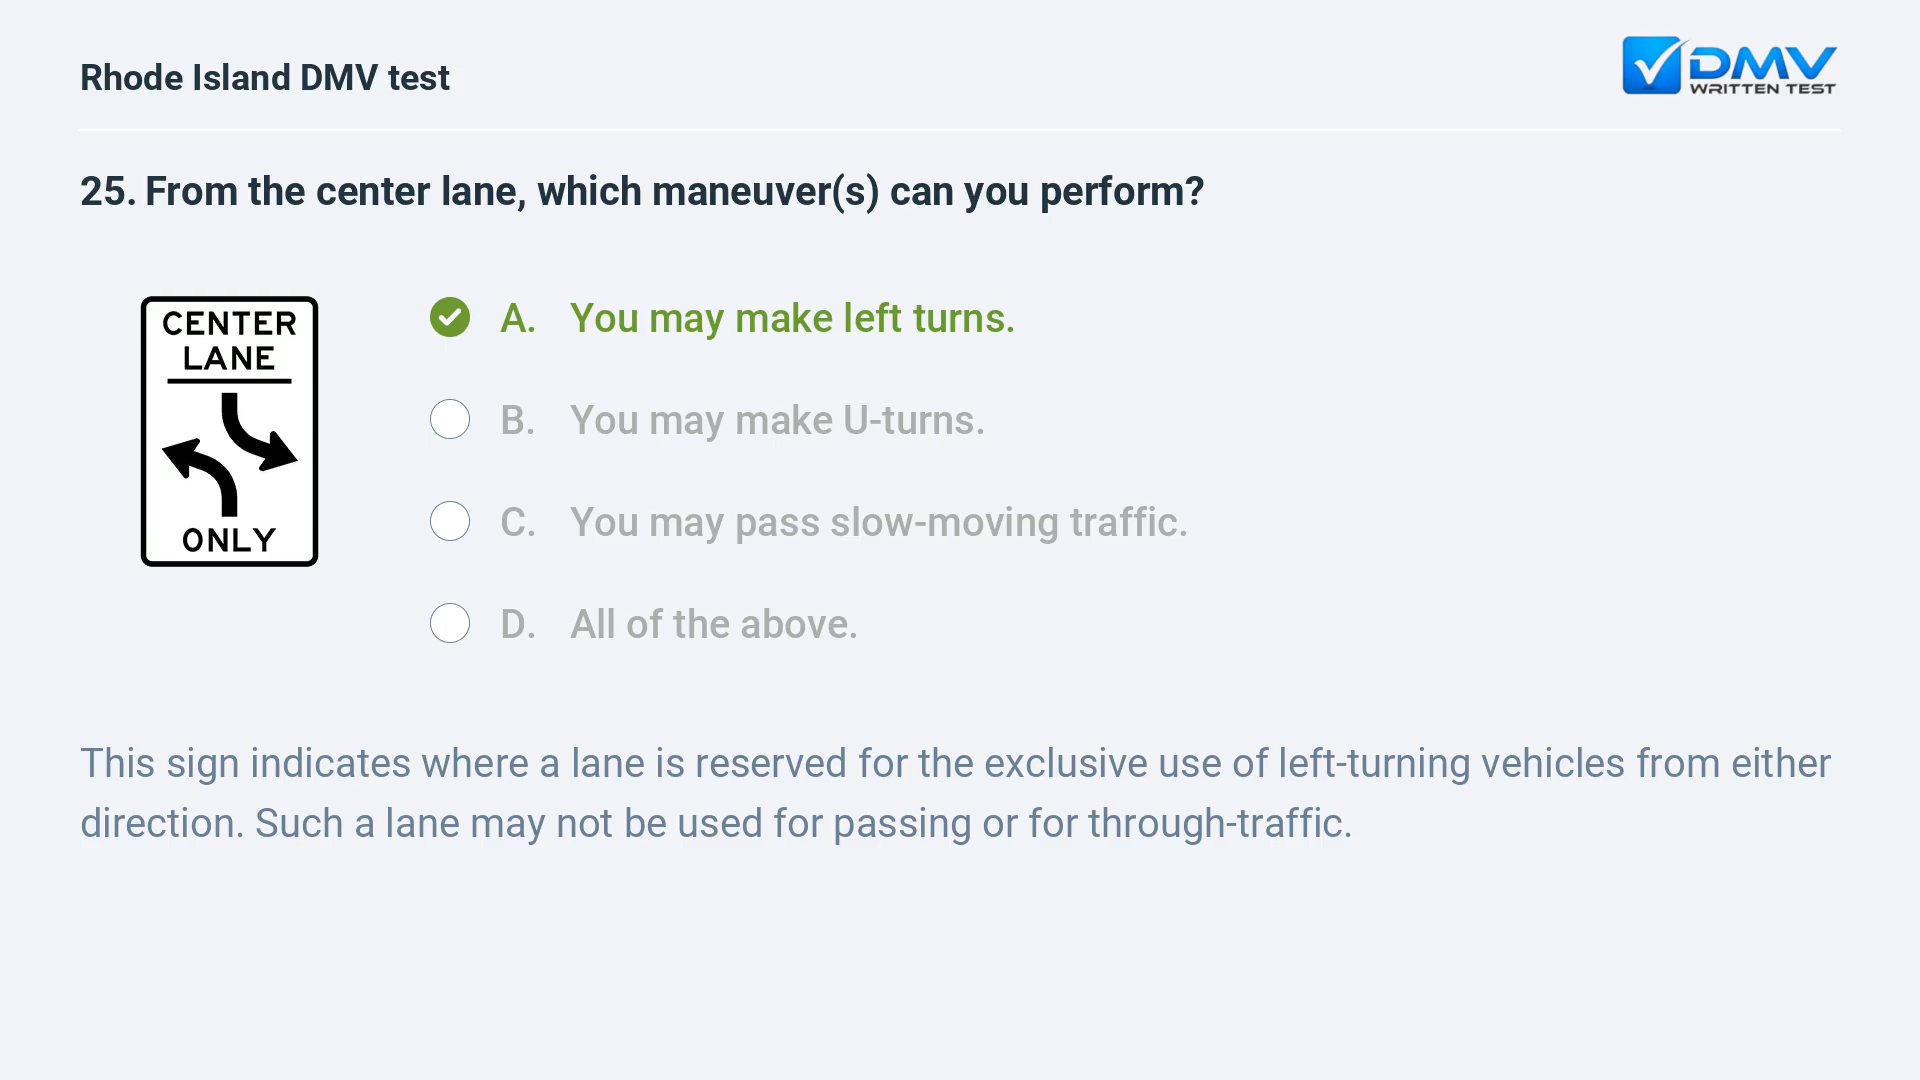 Rhode Island DMV test
DMV
WRITTEN TEST
25. From the center lane, which maneuver(s) can you perform?
CENTER
LANE
ONLY
A. You may make left turns.
B. You may make U-turns.
C. You may pass slow-moving traffic.
D. All of the above.
This sign indicates where a lane is reserved for the exclusive use of left-turning vehicles from either
direction. Such a lane may not be used for passing or for through-traffic.